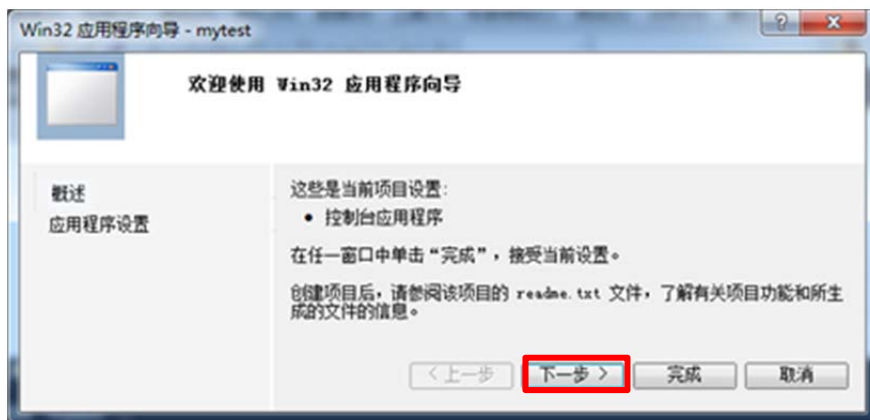 Win32 应用程序向导 - mytest
欢迎使用 Win32 应用程序向导
概述
应用程序设置
这些是当前项目设置:
• 控制台应用程序
在任一窗口中单击“完成”，接受当前设置。
创建项目后，请参阅该项目的 readme.txt 文件，了解有关项目功能和所生
成的文件的信息。
< 上一步
下一步 >
完成
取消